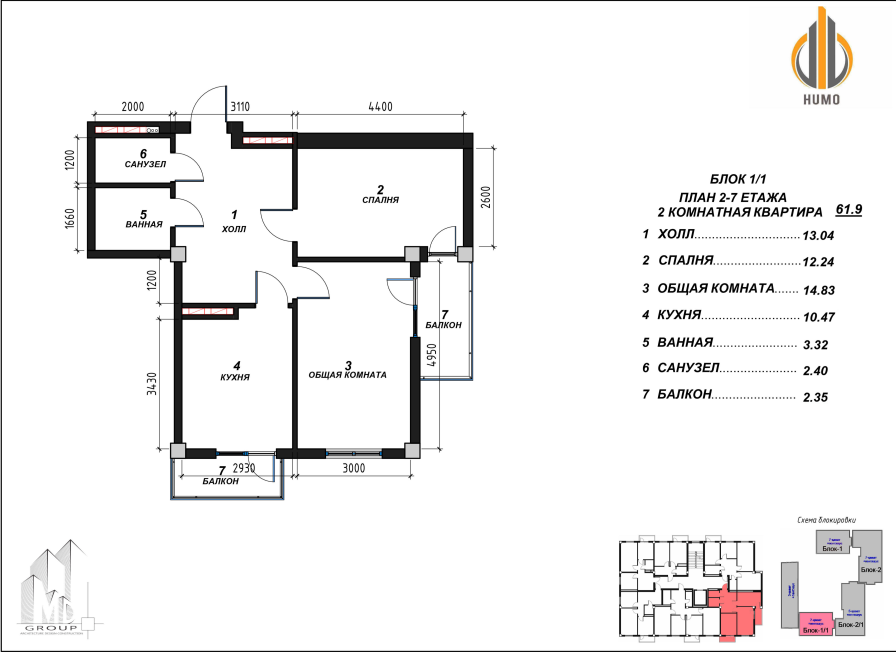 HUMO
2000
3110
4400
1200
6
САНУЗЕЛ
2
СПАЛНЯ
2600
1660
5
ВАННАЯ
1
ХОЛЛ
1200
7
БАЛКОН
4950
3430
4
КУХНЯ
3
ОБЩАЯ КОМНАТА
7
БАЛКОН
2930
3000
БЛОК 1/1
ПЛАН 2-7 ЕТАЖА
2 КОМНАТНАЯ КВАРТИРА 61.9
1 ХОЛЛ.............................. 13.04
2 СПАЛНЯ......................... 12.24
3 ОБЩАЯ КОМНАТА....... 14.83
4 КУХНЯ............................ 10.47
5 ВАННАЯ......................... 3.32
6 САНУЗЕЛ....................... 2.40
7 БАЛКОН......................... 2.35
GROUP
Схема блокировки
Блок-1
Блок-2
Блок-1/1
Блок-2/1